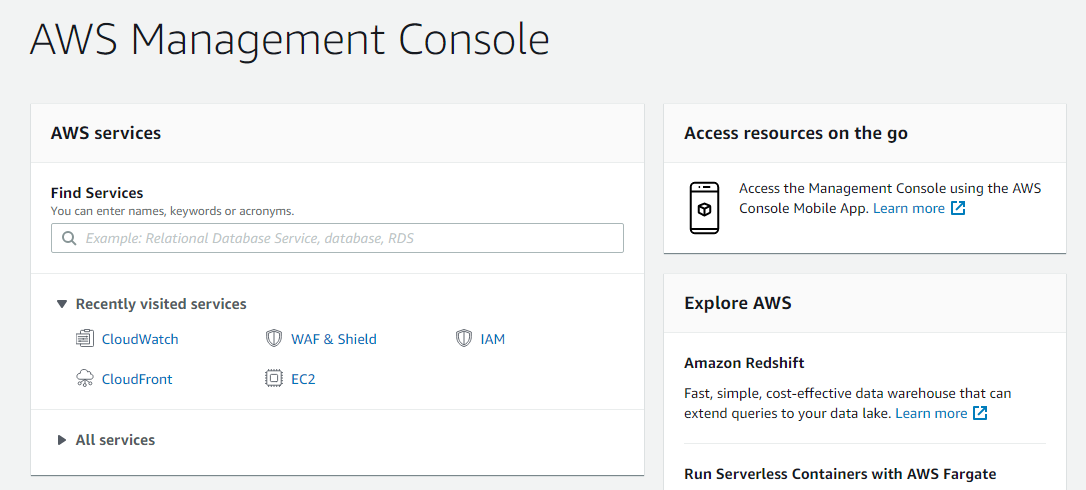 AWS Management Console
AWS services
Find Services
You can enter names, keywords or acronyms.
Example: Relational Database Service, database, RDS
Recently visited services
CloudWatch
WAF & Shield
IAM
CloudFront
EC2
All services
Access resources on the go
Access the Management Console using the AWS
Console Mobile App. Learn more
Explore AWS
Amazon Redshift
Fast, simple, cost-effective data warehouse that can
extend queries to your data lake. Learn more
Run Serverless Containers with AWS Fargate